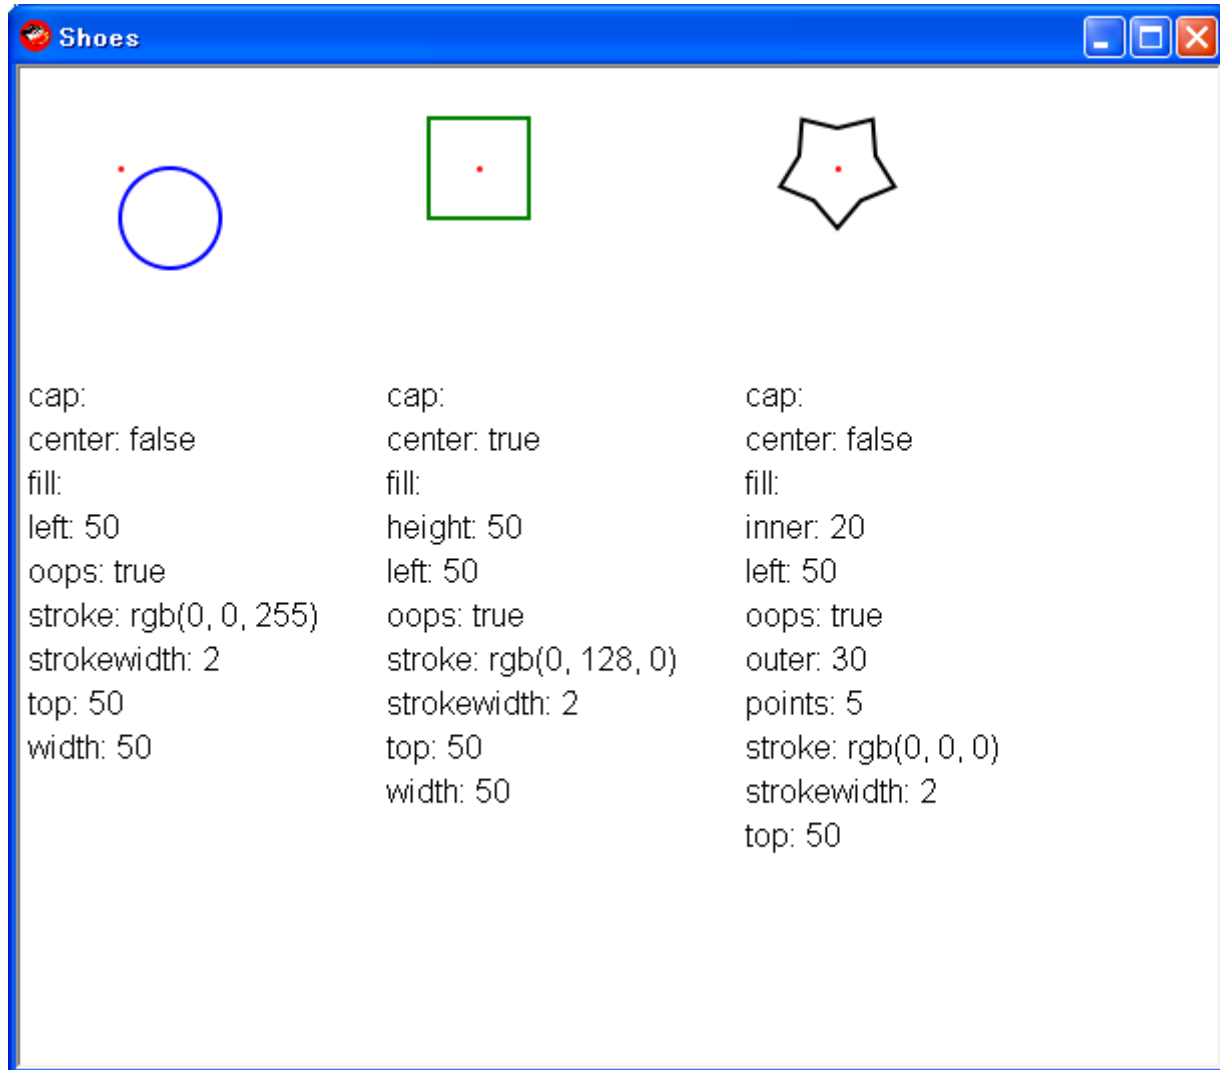 Shoes
cap:
center: false
fill:
left: 50
oops: true
stroke: rgb(0, 0, 255)
strokewidth: 2
top: 50
width: 50
cap:
center: true
fill:
height: 50
left: 50
oops: true
stroke: rgb(0, 128, 0)
strokewidth: 2
top: 50
width: 50
cap:
center: false
fill:
inner: 20
left: 50
oops: true
outer: 30
points: 5
stroke: rgb(0, 0, 0)
strokewidth: 2
top: 50